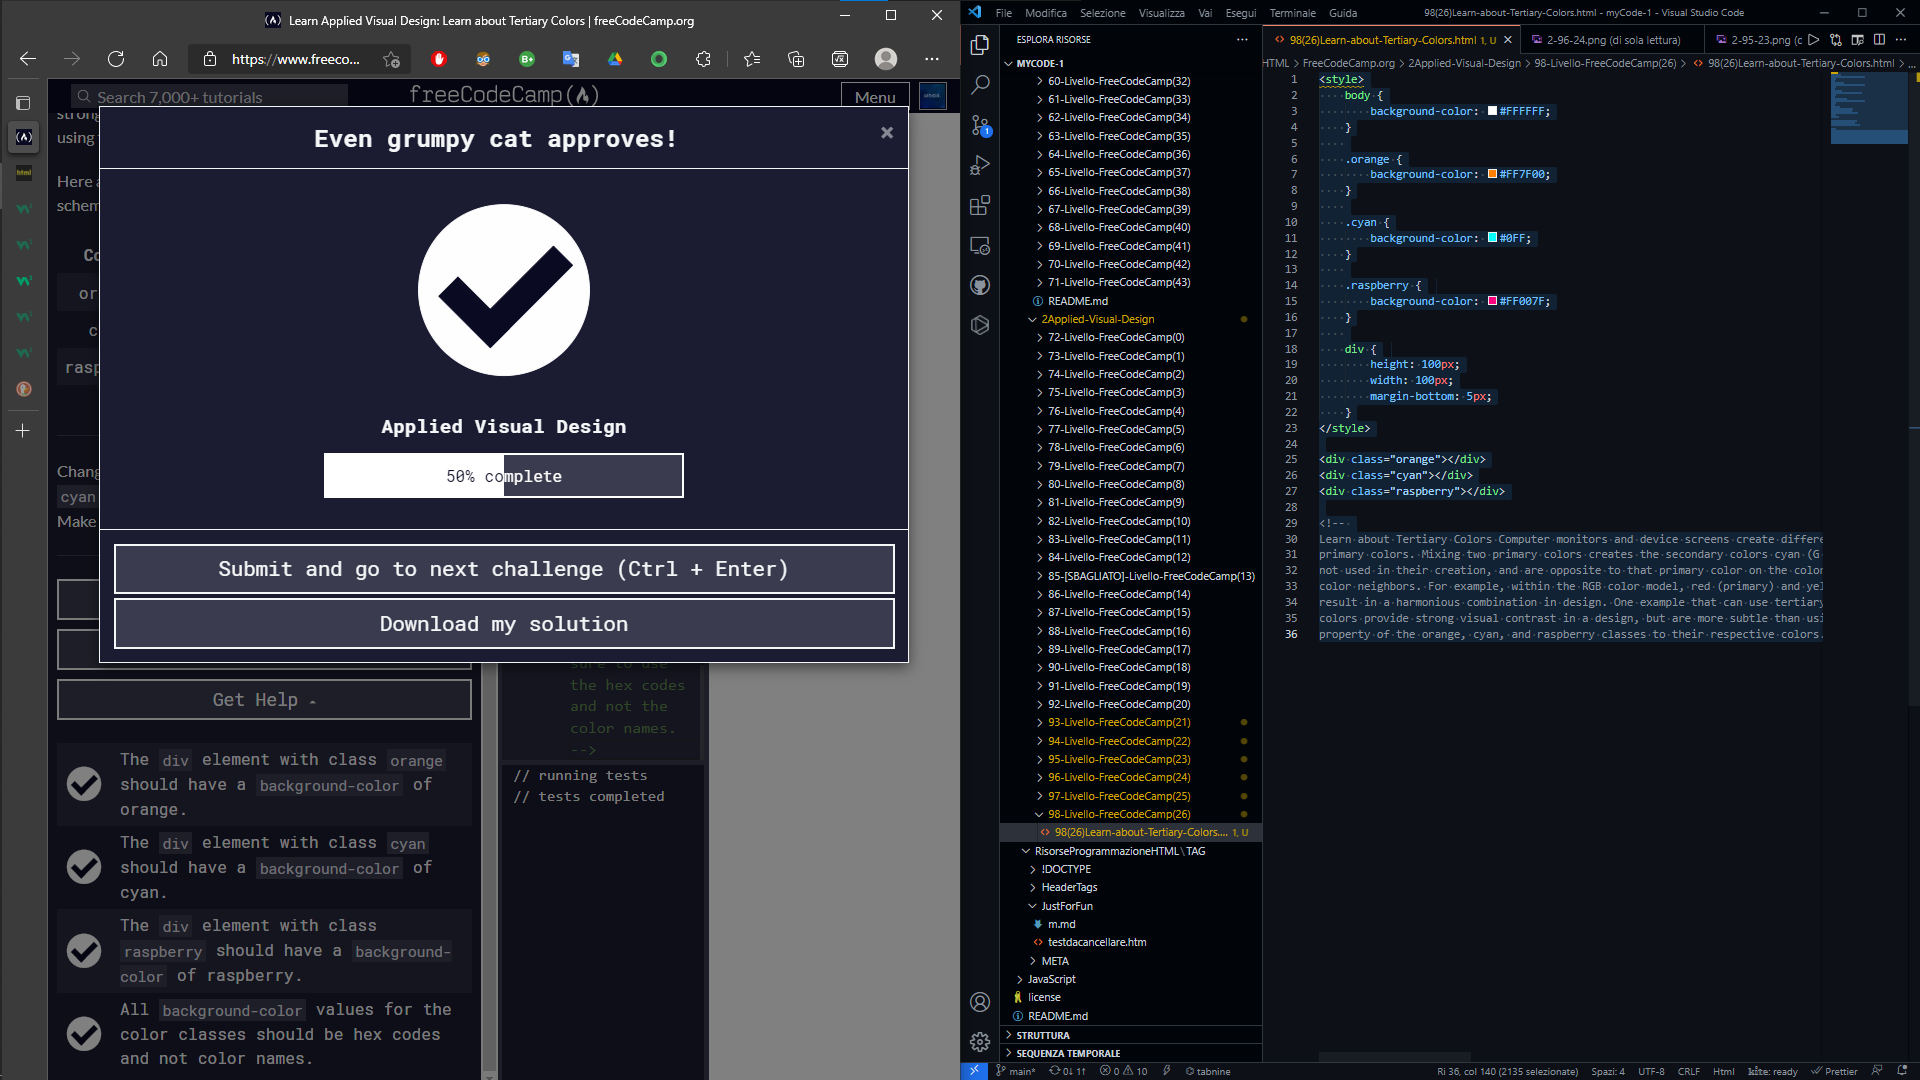 Learn Applied Visual Design: Learn about Tertiary Colors | freeCodeCamp.org
https://www.freeco...
Search 7,000+ tutorials
freeCodeCamp(🔥)
Menu
Even grumpy cat approves!
×
Applied Visual Design
50% complete
Submit and go to next challenge (Ctrl + Enter)
Download my solution
using
Here a
schem
Co
or
c
rasp
Chang
cyan
Make
Get Help
sure to use
the hex codes
and not the
color names.
-->
// running tests
// tests completed
The div element with class orange
should have a background-color of
orange.
The div element with class cyan
should have a background-color of
cyan.
The div element with class
raspberry should have a background-
color of raspberry.
All background-color values for the
color classes should be hex codes
and not color names.
File Modifica Selezione Visualizza Vai Esegui Terminale Guida
98(26)Learn-about-Tertiary-Colors.html - myCode-1 - Visual Studio Code
ESPLORA RISORSE
MYCODE-1
60-Livello-FreeCodeCamp(32)
61-Livello-FreeCodeCamp(33)
62-Livello-FreeCodeCamp(34)
63-Livello-FreeCodeCamp(35)
64-Livello-FreeCodeCamp(36)
65-Livello-FreeCodeCamp(37)
66-Livello-FreeCodeCamp(38)
67-Livello-FreeCodeCamp(39)
68-Livello-FreeCodeCamp(40)
69-Livello-FreeCodeCamp(41)
70-Livello-FreeCodeCamp(42)
71-Livello-FreeCodeCamp(43)
README.md
2Applied-Visual-Design
72-Livello-FreeCodeCamp(0)
73-Livello-FreeCodeCamp(1)
74-Livello-FreeCodeCamp(2)
75-Livello-FreeCodeCamp(3)
76-Livello-FreeCodeCamp(4)
77-Livello-FreeCodeCamp(5)
78-Livello-FreeCodeCamp(6)
79-Livello-FreeCodeCamp(7)
80-Livello-FreeCodeCamp(8)
81-Livello-FreeCodeCamp(9)
82-Livello-FreeCodeCamp(10)
83-Livello-FreeCodeCamp(11)
84-Livello-FreeCodeCamp(12)
85-[SBAGLIATO]-Livello-FreeCodeCamp(13)
86-Livello-FreeCodeCamp(14)
87-Livello-FreeCodeCamp(15)
88-Livello-FreeCodeCamp(16)
89-Livello-FreeCodeCamp(17)
90-Livello-FreeCodeCamp(18)
91-Livello-FreeCodeCamp(19)
92-Livello-FreeCodeCamp(20)
93-Livello-FreeCodeCamp(21)
94-Livello-FreeCodeCamp(22)
95-Livello-FreeCodeCamp(23)
96-Livello-FreeCodeCamp(24)
97-Livello-FreeCodeCamp(25)
98-Livello-FreeCodeCamp(26)
98(26)Learn-about-Tertiary-Colors.... 1, U
RisorseProgrammazioneHTML\TAG
!DOCTYPE
HeaderTags
JustForFun
m.md
testdacancellare.htm
META
JavaScript
license
README.md
STRUTTURA
SEQUENZA TEMPORALE
98(26)Learn-about-Tertiary-Colors.html 1, U
2-96-24.png (di sola lettura)
2-95-23.png (c
HTML > FreeCodeCamp.org > 2Applied-Visual-Design > 98-Livello-FreeCodeCamp(26) > 98(26)Learn-about-Tertiary-Colors.html > ...
1 <style>
2 body {
3 background-color: #FFFFFF;
4 }
5
6 .orange {
7 background-color: #FF7F00;
8 }
9
10 .cyan {
11 background-color: #0FF;
12 }
13
14 .raspberry {
15 background-color: #FF007F;
16 }
17
18 div {
19 height: 100px;
20 width: 100px;
21 margin-bottom: 5px;
22 }
23 </style>
24
25 <div class="orange"></div>
26 <div class="cyan"></div>
27 <div class="raspberry"></div>
28
29 <!--
30 Learn about Tertiary Colors Computer monitors and device screens create differe
31 primary colors. Mixing two primary colors creates the secondary colors cyan (G
32 not used in their creation, and are opposite to that primary color on the color
33 color neighbors. For example, within the RGB color model, red (primary) and yel
34 result in a harmonious combination in design. One example that can use tertiary
35 colors provide strong visual contrast in a design, but are more subtle than usi
36 property of the orange, cyan, and raspberry classes to their respective colors.
main* 0↓ 1↑ 0 10 tabnine
Ri 36, col 140 (2135 selezionate) Spazi: 4 UTF-8 CRLF Html kite: ready Prettier